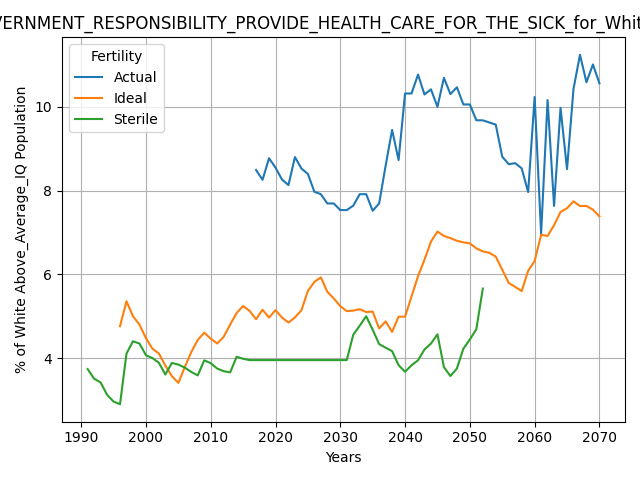 VERNMENT_RESPONSIBILITY_PROVIDE_HEALTH_CARE_FOR_THE_SICK_for_Whit
Fertility
Actual
Ideal
Sterile
% of White Above_Average_IQ Population
10
8
6
4
1990 2000 2010 2020 2030 2040 2050 2060 2070
Years